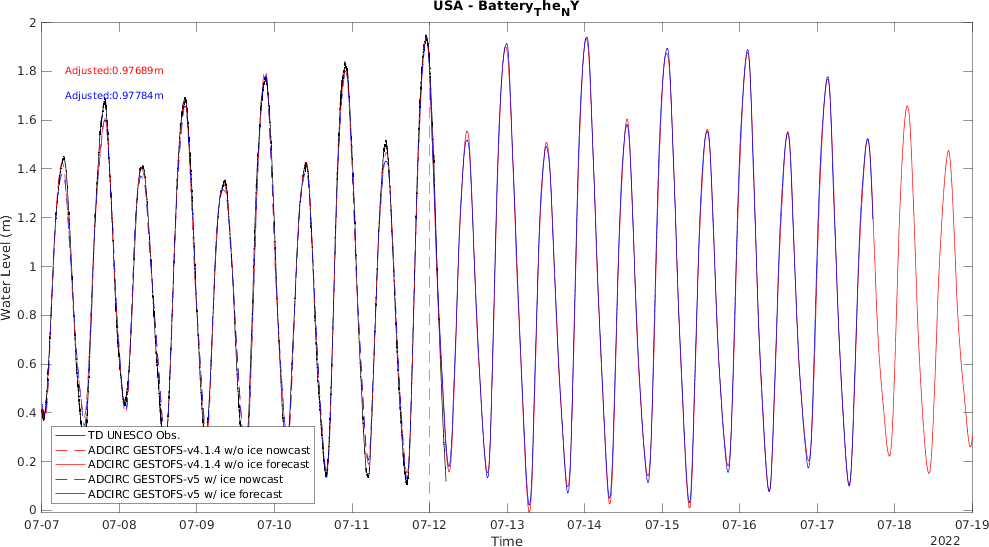 USA - Battery_The_NY
2
1.8
1.6
1.4
1.2
1
0.8
0.6
0.4
0.2
0
Water Level (m)
Adjusted:0.97689m
Adjusted:0.97784m
TD UNESCO Obs.
ADCIRC GESTOFS-v4.1.4 w/o ice nowcast
ADCIRC GESTOFS-v4.1.4 w/o ice forecast
ADCIRC GESTOFS-v5 w/ ice nowcast
ADCIRC GESTOFS-v5 w/ ice forecast
07-07 07-08 07-09 07-10 07-11 07-12 07-13 07-14 07-15 07-16 07-17 07-18 07-19
Time
2022